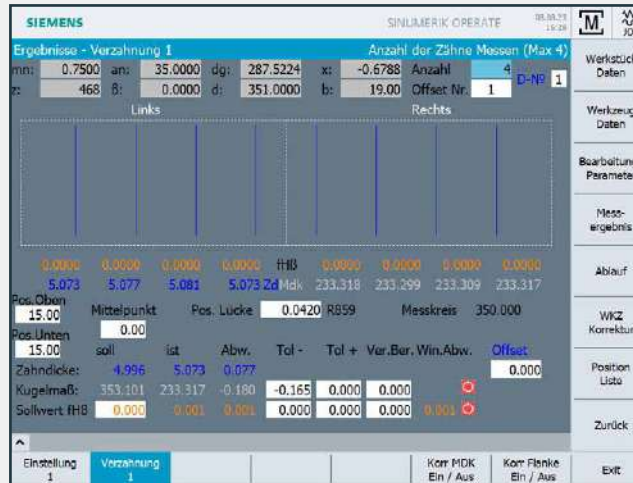 SIEMENS SINUMERIK OPERATE
Ergebnisse - Verzahnung 1 Anzahl der Zähne Messen (Max 4)
mn: 0.7500 an: 35.0000 dg: 287.5224 x: -0.6788 Anzahl 4
z: 468 ß: 0.0000 d: 351.0000 b: 19.00 Offset Nr. 1 D-Nº 1
Links Rechts
0.0000 0.0000 0.0000 0.0000 fHß 0.0000 0.0000 0.0000 0.0000
5.073 5.077 5.081 5.073 Zd Mdk 233.318 233.299 233.309 233.317
Pos.Oben
15.00 Mittelpunkt Pos. Lücke 0.0420 R859 Messkreis 350.000
Pos.Unten 0.00
15.00 soll ist Abw. Tol - Tol + Ver.Ber. Win.Abw. Offset
Zahndicke: 4.996 5.073 0.077 0.000
Kugelmaß: 353.101 233.317 -0.180 -0.165 0.000 0.000
Sollwert fHß 0.000 0.001 0.001 0.000 0.000 0.000 0.001
Einstellung 1
Verzahnung 1
Korr MDK Ein / Aus
Korr Flanke Ein / Aus
M
Werkstück
Daten
Werkzeug
Daten
Bearbeitung
Parameter
Mess-
ergebnis
Ablauf
WKZ
Korrektur
Position
Liste
Zurück
Exit